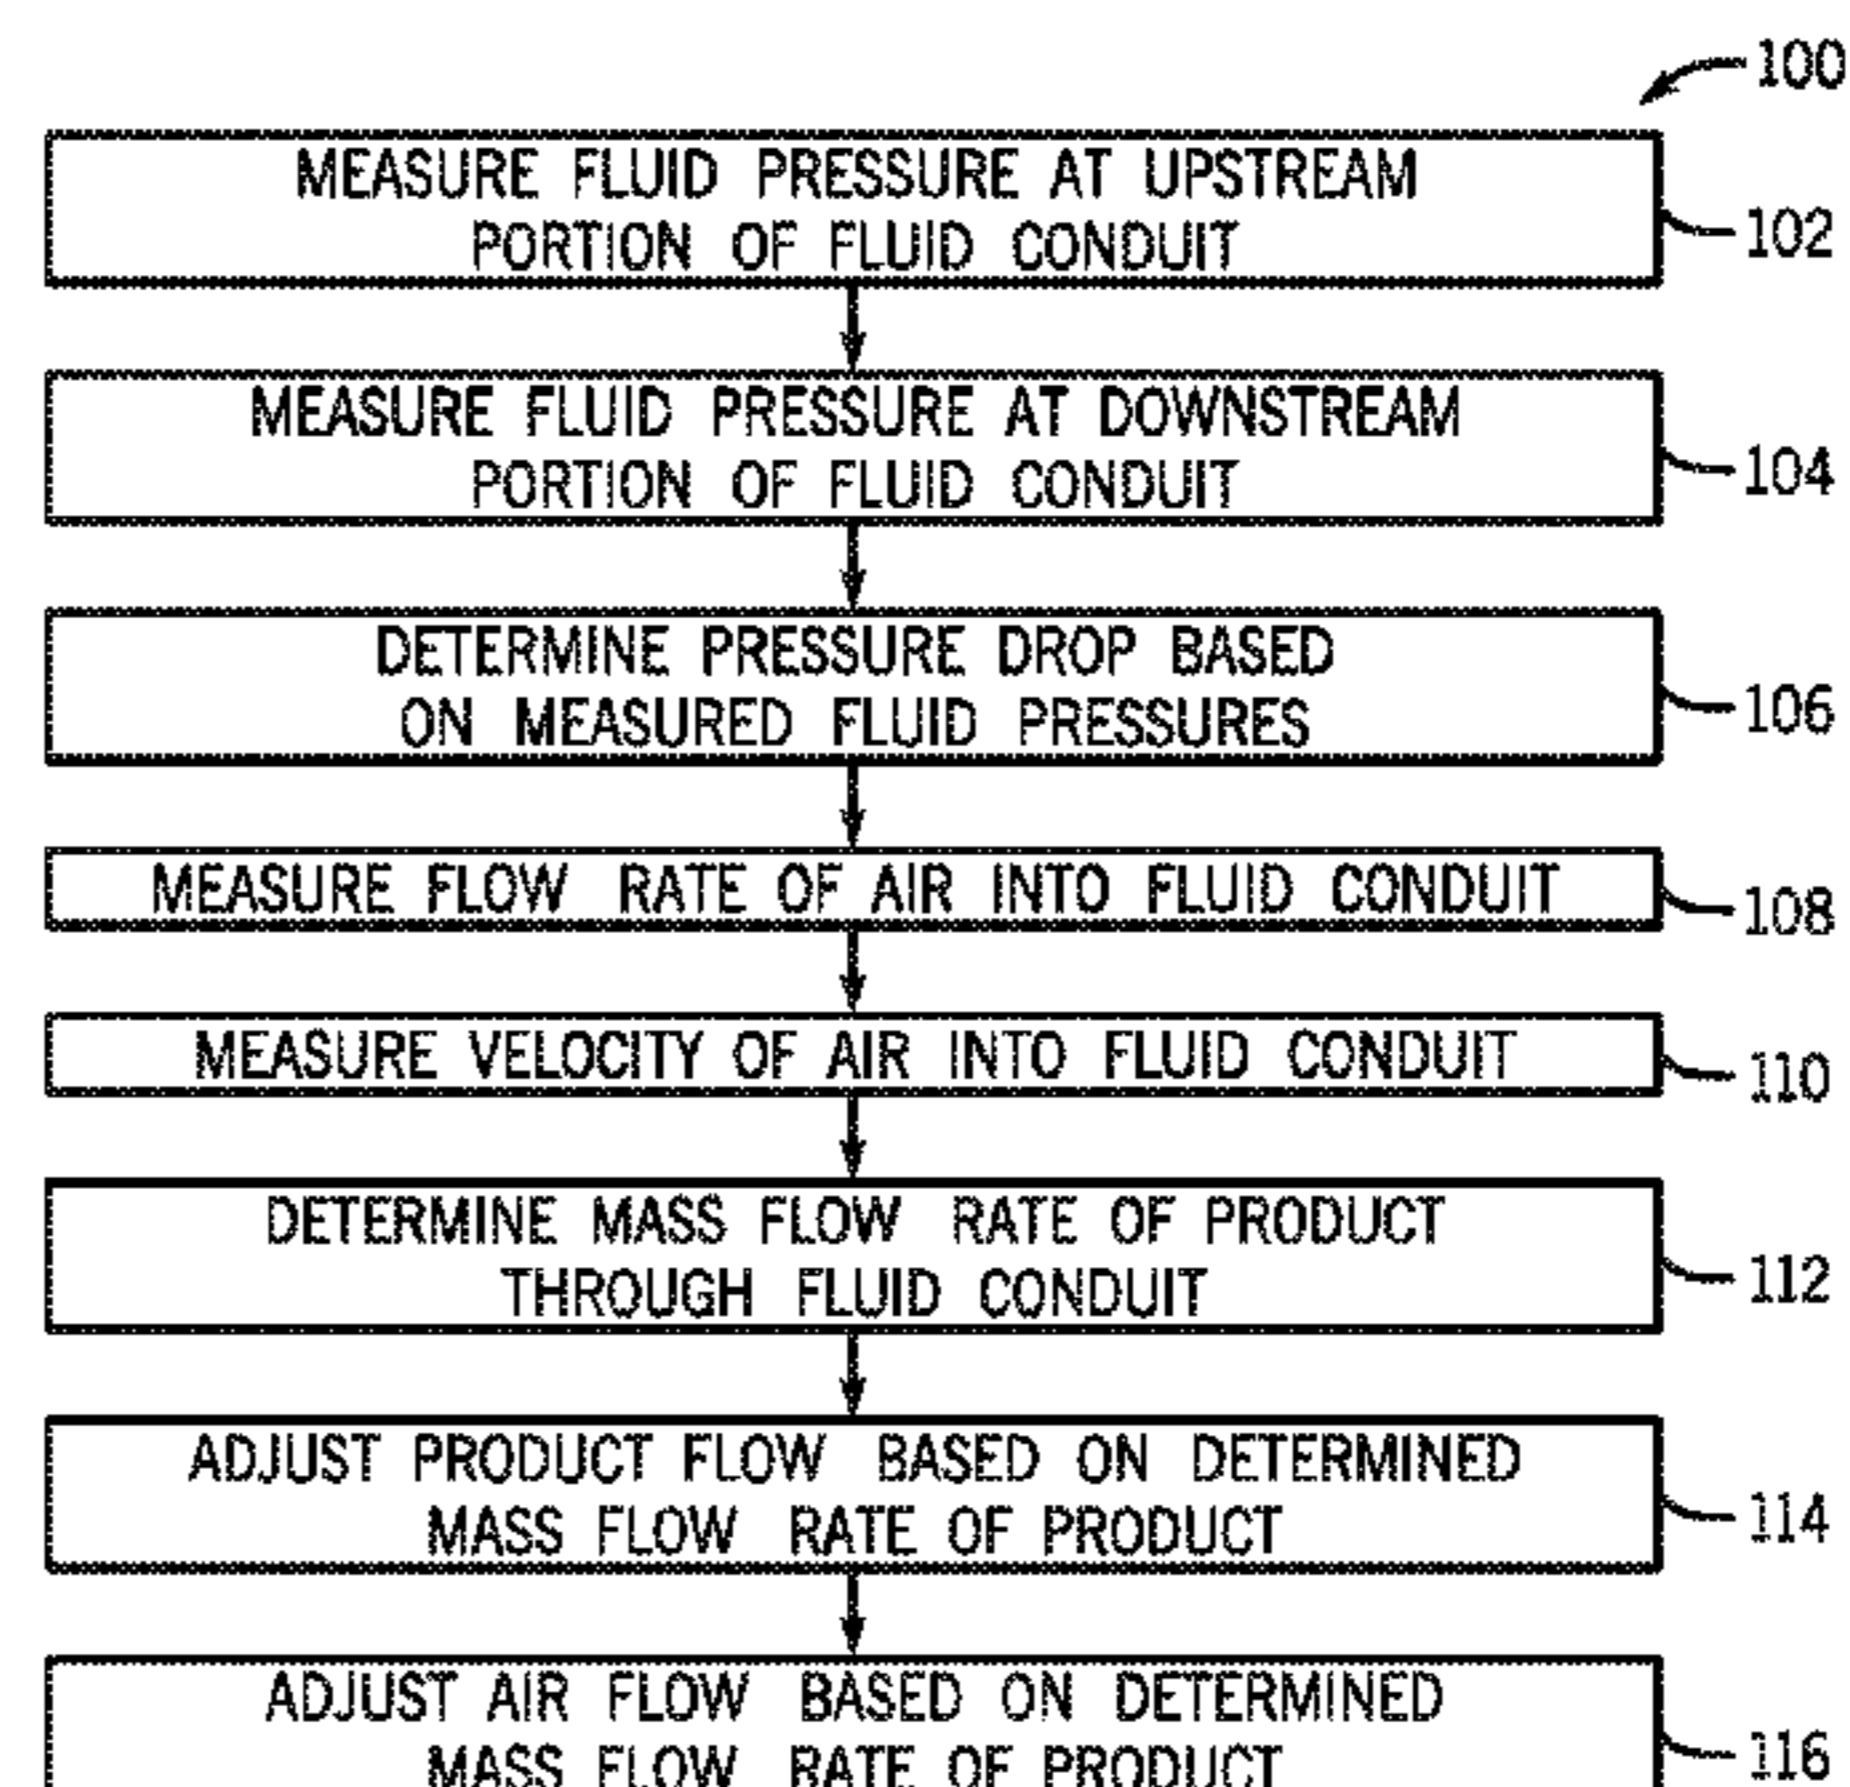 100
MEASURE FLUID PRESSURE AT UPSTREAM
PORTION OF FLUID CONDUIT
102
MEASURE FLUID PRESSURE AT DOWNSTREAM
PORTION OF FLUID CONDUIT
104
DETERMINE PRESSURE DROP BASED
ON MEASURED FLUID PRESSURES
106
MEASURE FLOW RATE OF AIR INTO FLUID CONDUIT
108
MEASURE VELOCITY OF AIR INTO FLUID CONDUIT
110
DETERMINE MASS FLOW RATE OF PRODUCT
THROUGH FLUID CONDUIT
112
ADJUST PRODUCT FLOW BASED ON DETERMINED
MASS FLOW RATE OF PRODUCT
114
ADJUST AIR FLOW BASED ON DETERMINED
MASS FLOW RATE OF PRODUCT
116